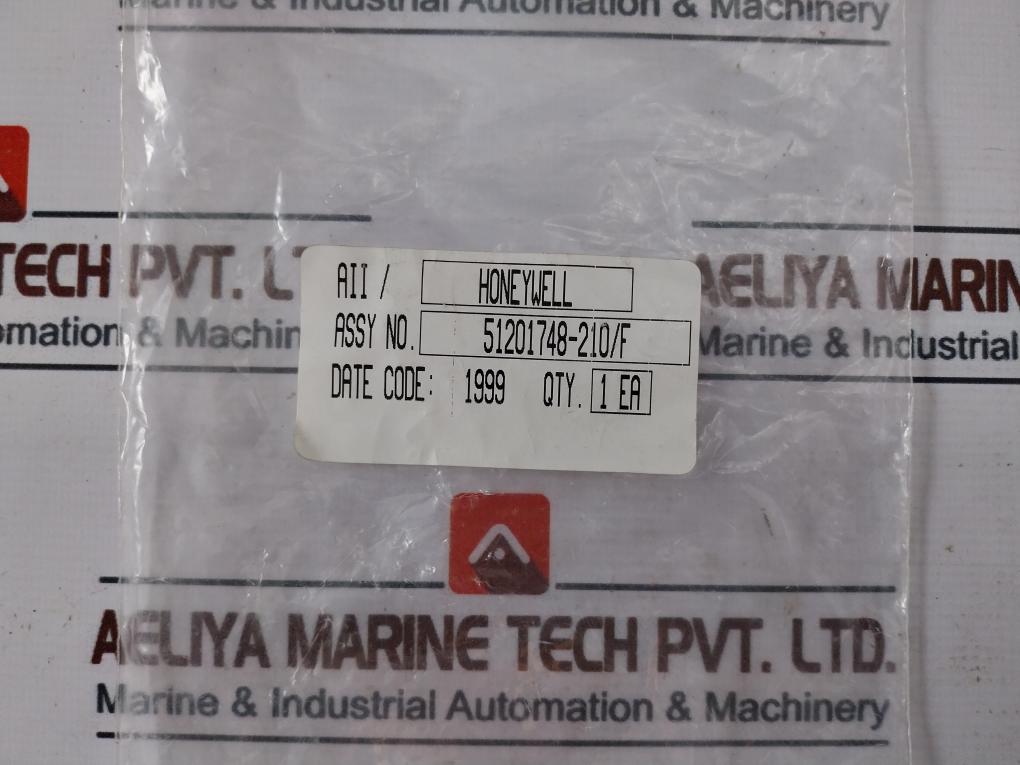 Marine & Industrial Automation & Machinery
TECH PVT. LT
AELIYA MARIN
omation & Machin
Marine & Industrial
AII / HONEYWELL
ASSY NO. 51201748-210/F
DATE CODE: 1999 QTY. 1 EA
AELIYA MARINE TECH PVT. LTD.
Marine & Industrial Automation & Machinery